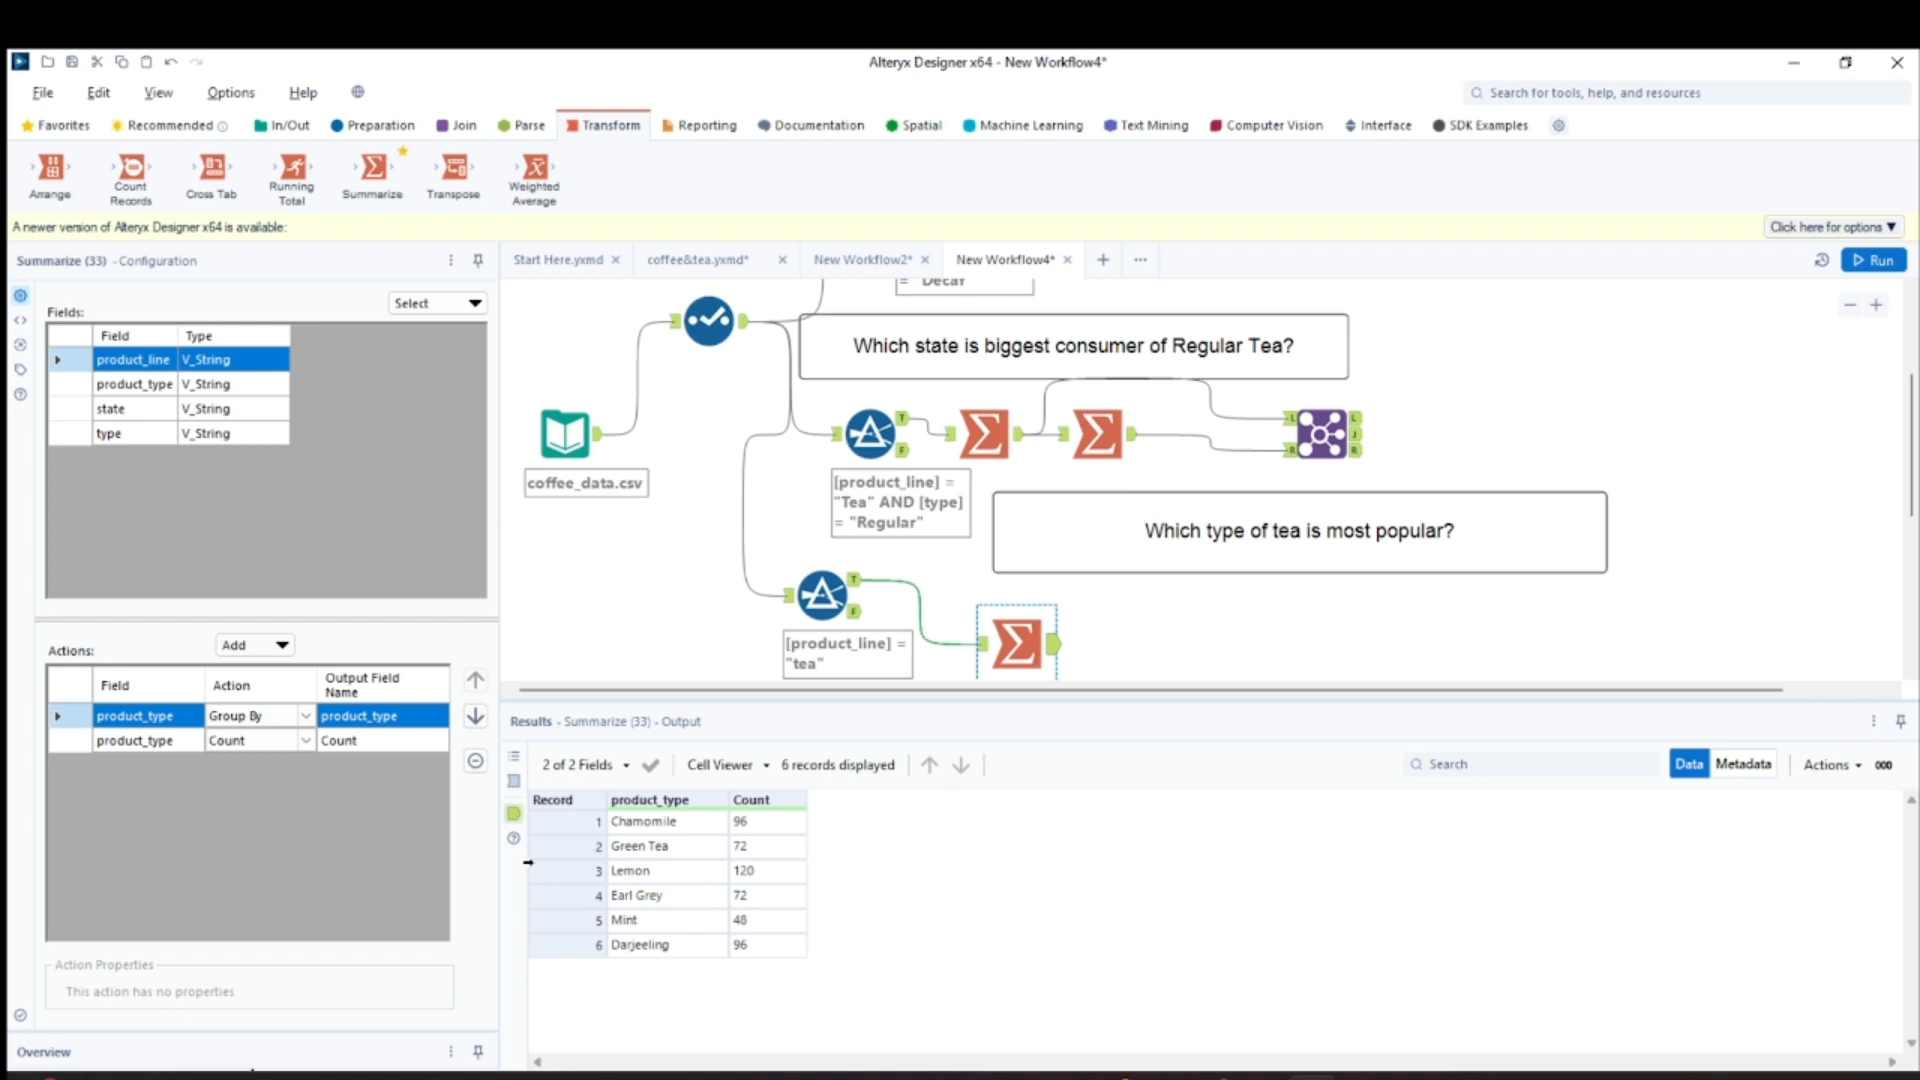 Alteryx Designer x64 - New Workflow4*
File Edit View Options Help
Search for tools, help, and resources
Favorites Recommended In/Out Preparation Join Parse Transform Reporting Documentation Spatial Machine Learning Text Mining Computer Vision Interface SDK Examples
Arrange
Count Records
Cross Tab
Running Total
Summarize
Transpose
Weighted Average
A newer version of Alteryx Designer x64 is available:
Click here for options
Summarize (33) - Configuration
Start Here.yxmd
coffee&tea.yxmd*
New Workflow2*
New Workflow4*
Run
Select
Fields:
Field Type
product_line V_String
product_type V_String
state V_String
type V_String
Add
Actions:
Field Action Output Field Name
product_type Group By product_type
product_type Count Count
Action Properties
This action has no properties
Overview
= "Decaf"
Which state is biggest consumer of Regular Tea?
coffee_data.csv
T
F
L
R
L
J
R
[product_line] =
"Tea" AND [type]
= "Regular"
Which type of tea is most popular?
T
F
[product_line] =
"tea"
Results - Summarize (33) - Output
2 of 2 Fields Cell Viewer 6 records displayed
Search
Data Metadata Actions 000
Record product_type Count
1 Chamomile 96
2 Green Tea 72
3 Lemon 120
4 Earl Grey 72
5 Mint 48
6 Darjeeling 96